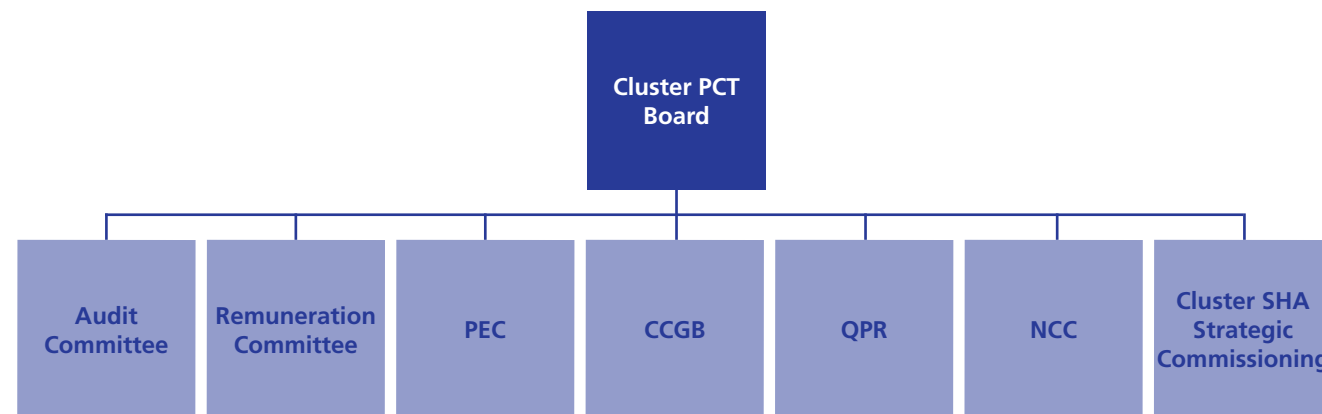 Cluster PCT
Board
Audit
Committee
Remuneration
Committee
PEC
CCGB
QPR
NCC
Cluster SHA
Strategic
Commissioning